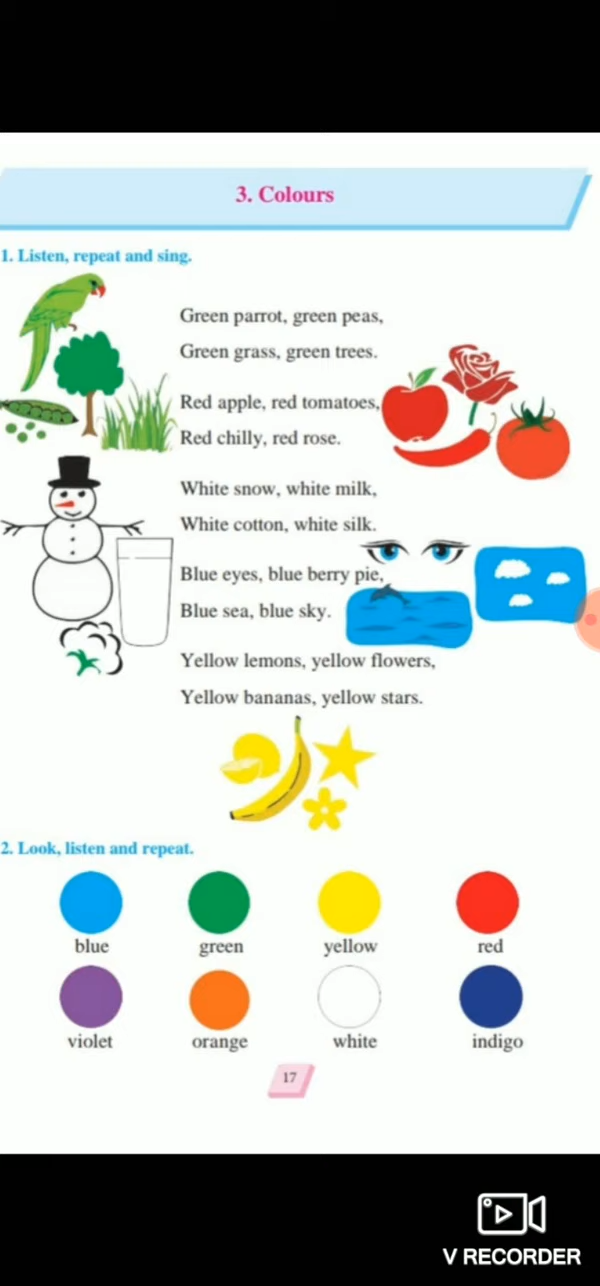 3. Colours
1. Listen, repeat and sing.
Green parrot, green peas,
Green grass, green trees.
Red apple, red tomatoes,
Red chilly, red rose.
White snow, white milk,
White cotton, white silk.
Blue eyes, blue berry pie,
Blue sea, blue sky.
Yellow lemons, yellow flowers,
Yellow bananas, yellow stars.
2. Look, listen and repeat.
blue green yellow red
violet orange white indigo
17
V RECORDER